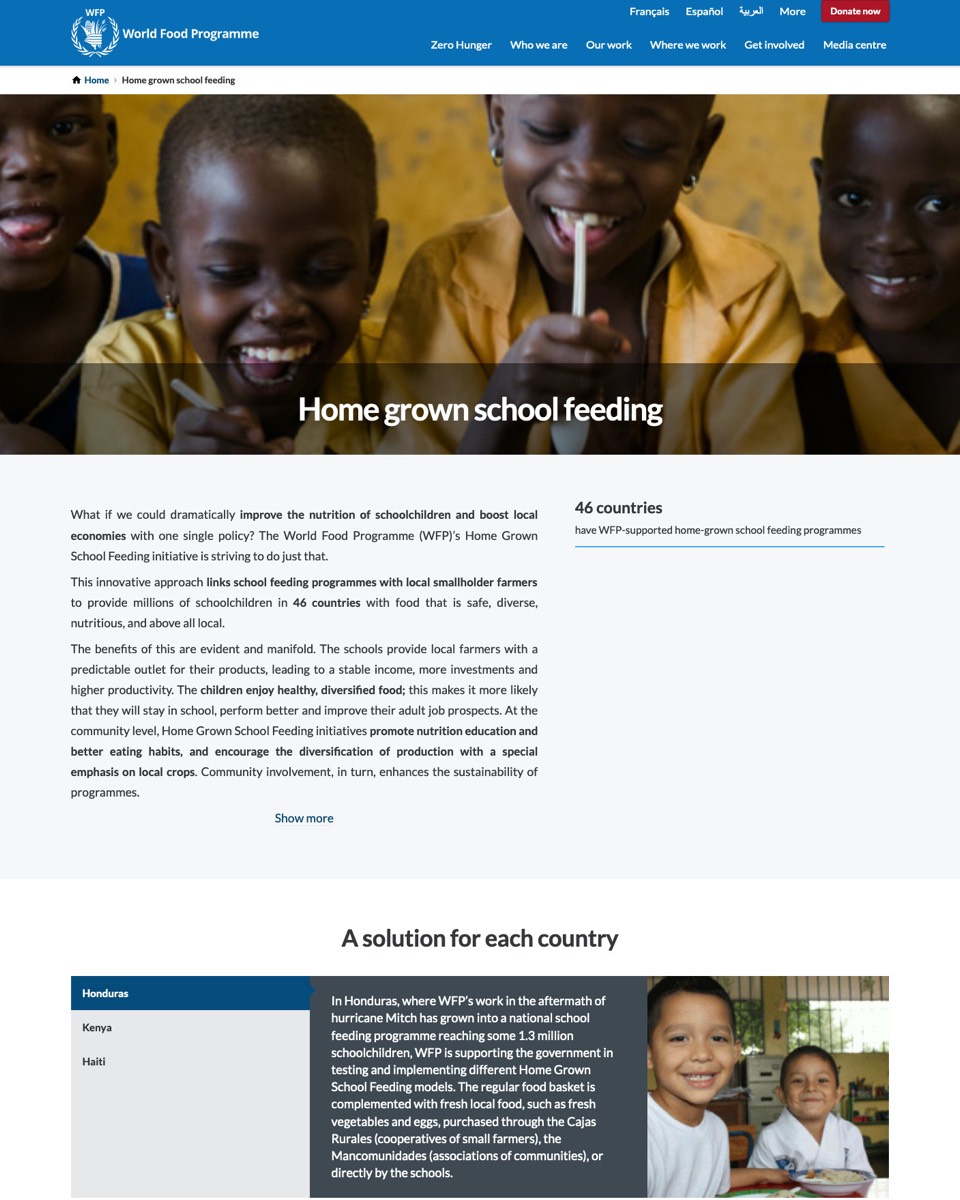 WFP
World Food Programme
Français Español العربية More Donate now
Zero Hunger Who we are Our work Where we work Get involved Media centre
Home › Home grown school feeding
Home grown school feeding
What if we could dramatically improve the nutrition of schoolchildren and boost local
economies with one single policy? The World Food Programme (WFP)'s Home Grown
School Feeding initiative is striving to do just that.
This innovative approach links school feeding programmes with local smallholder farmers
to provide millions of schoolchildren in 46 countries with food that is safe, diverse,
nutritious, and above all local.
The benefits of this are evident and manifold. The schools provide local farmers with a
predictable outlet for their products, leading to a stable income, more investments and
higher productivity. The children enjoy healthy, diversified food; this makes it more likely
that they will stay in school, perform better and improve their adult job prospects. At the
community level, Home Grown School Feeding initiatives promote nutrition education and
better eating habits, and encourage the diversification of production with a special
emphasis on local crops. Community involvement, in turn, enhances the sustainability of
programmes.
Show more
46 countries
have WFP-supported home-grown school feeding programmes
A solution for each country
Honduras
Kenya
Haiti
In Honduras, where WFP's work in the aftermath of
hurricane Mitch has grown into a national school
feeding programme reaching some 1.3 million
schoolchildren, WFP is supporting the government in
testing and implementing different Home Grown
School Feeding models. The regular food basket is
complemented with fresh local food, such as fresh
vegetables and eggs, purchased through the Cajas
Rurales (cooperatives of small farmers), the
Mancomunidades (associations of communities), or
directly by the schools.